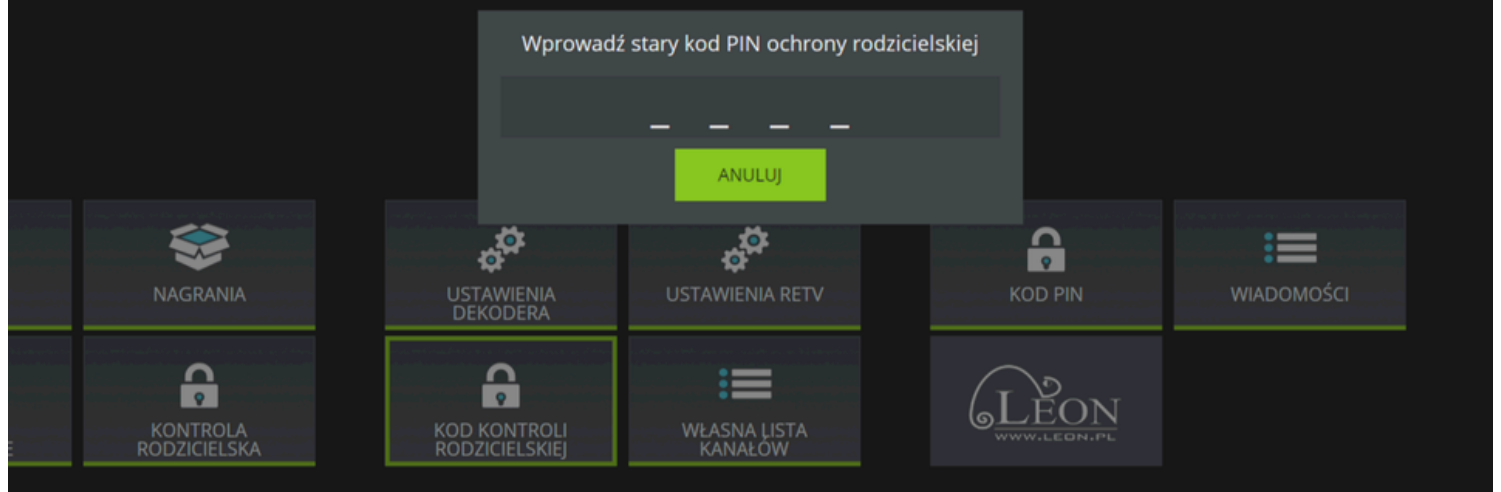 Wprowadź stary kod PIN ochrony rodzicielskiej
_ _ _ _
ANULUJ
NAGRANIA
USTAWIENIA
DEKODERA
USTAWIENIA RETV
KOD PIN
WIADOMOŚCI
E
KONTROLA
RODZICIELSKA
KOD KONTROLI
RODZICIELSKIEJ
WŁASNA LISTA
KANAŁÓW
LEON
WWW.LEON.PL